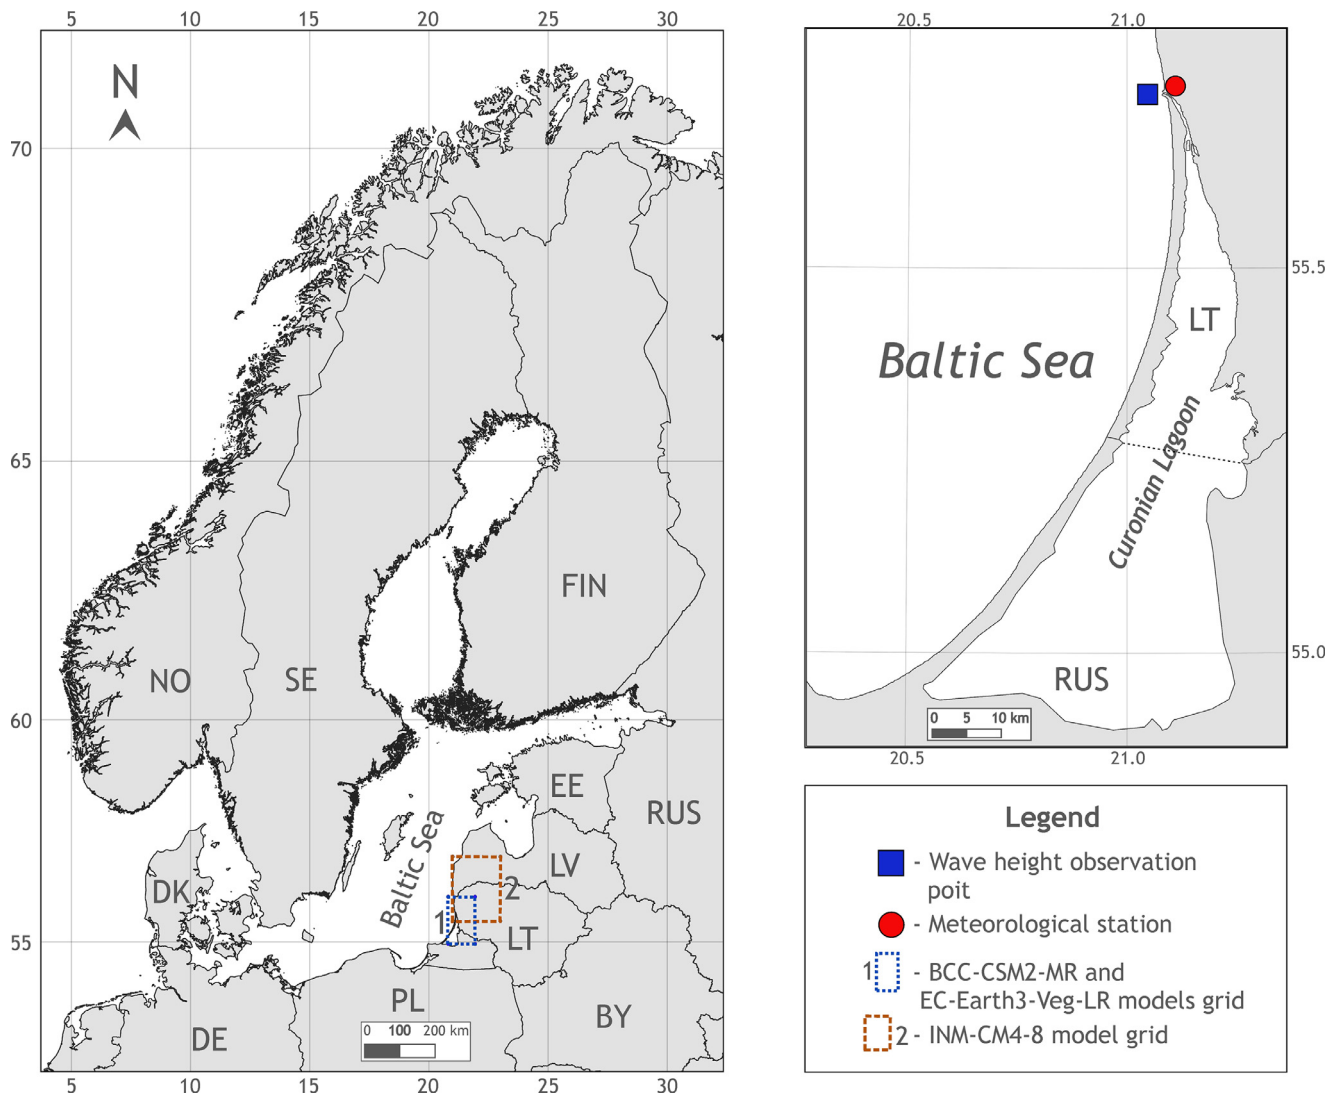 5 10 15 20 25 30
N
70
65
60
55
NO
SE
FIN
EE
RUS
LV
DK
LT
Baltic Sea
1
2
PL
BY
DE
0 100 200 km
5 10 15 20 25 30
20.5 21.0
55.5
LT
Baltic Sea
Curonian Lagoon
55.0
RUS
0 5 10 km
20.5 21.0
Legend
- Wave height observation
poit
- Meteorological station
1 - BCC-CSM2-MR and
EC-Earth3-Veg-LR models grid
2 - INM-CM4-8 model grid